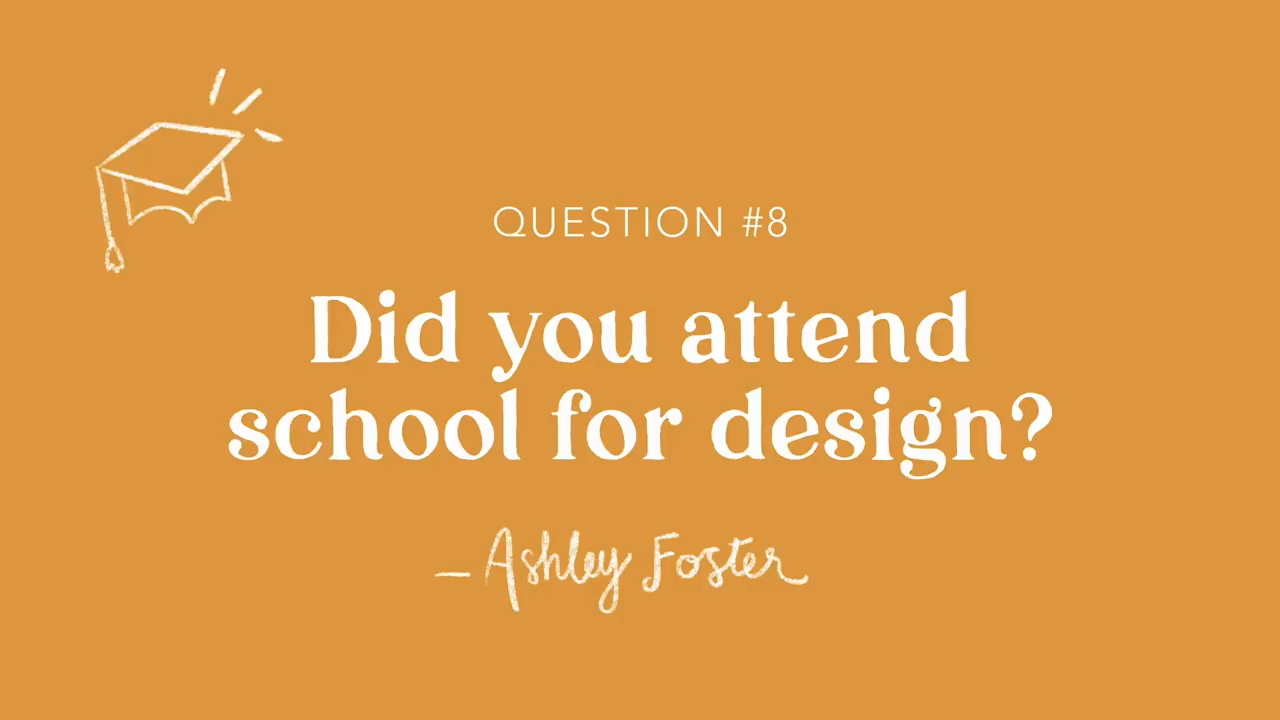 QUESTION #8
Did you attend
school for design?
– Ashley Foster